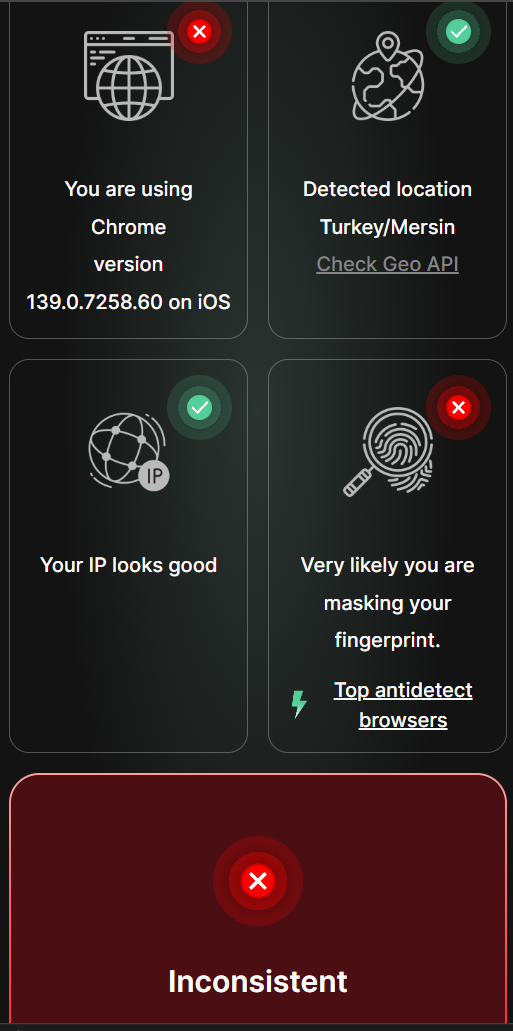 You are using
Chrome
version
139.0.7258.60 on iOS
Detected location
Turkey/Mersin
Check Geo API
IP
Your IP looks good
Very likely you are
masking your
fingerprint.
Top antidetect
browsers
Inconsistent